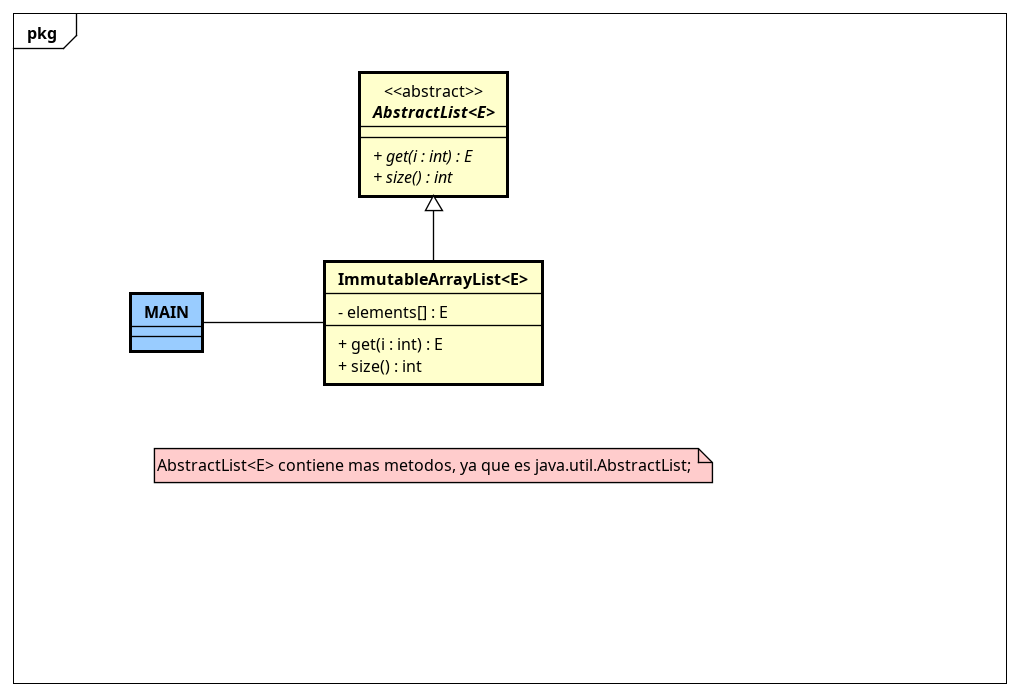 pkg
<<abstract>>
AbstractList<E>
+ get(i : int) : E
+ size() : int
ImmutableArrayList<E>
- elements[] : E
+ get(i : int) : E
+ size() : int
MAIN
AbstractList<E> contiene mas metodos, ya que es java.util.AbstractList;